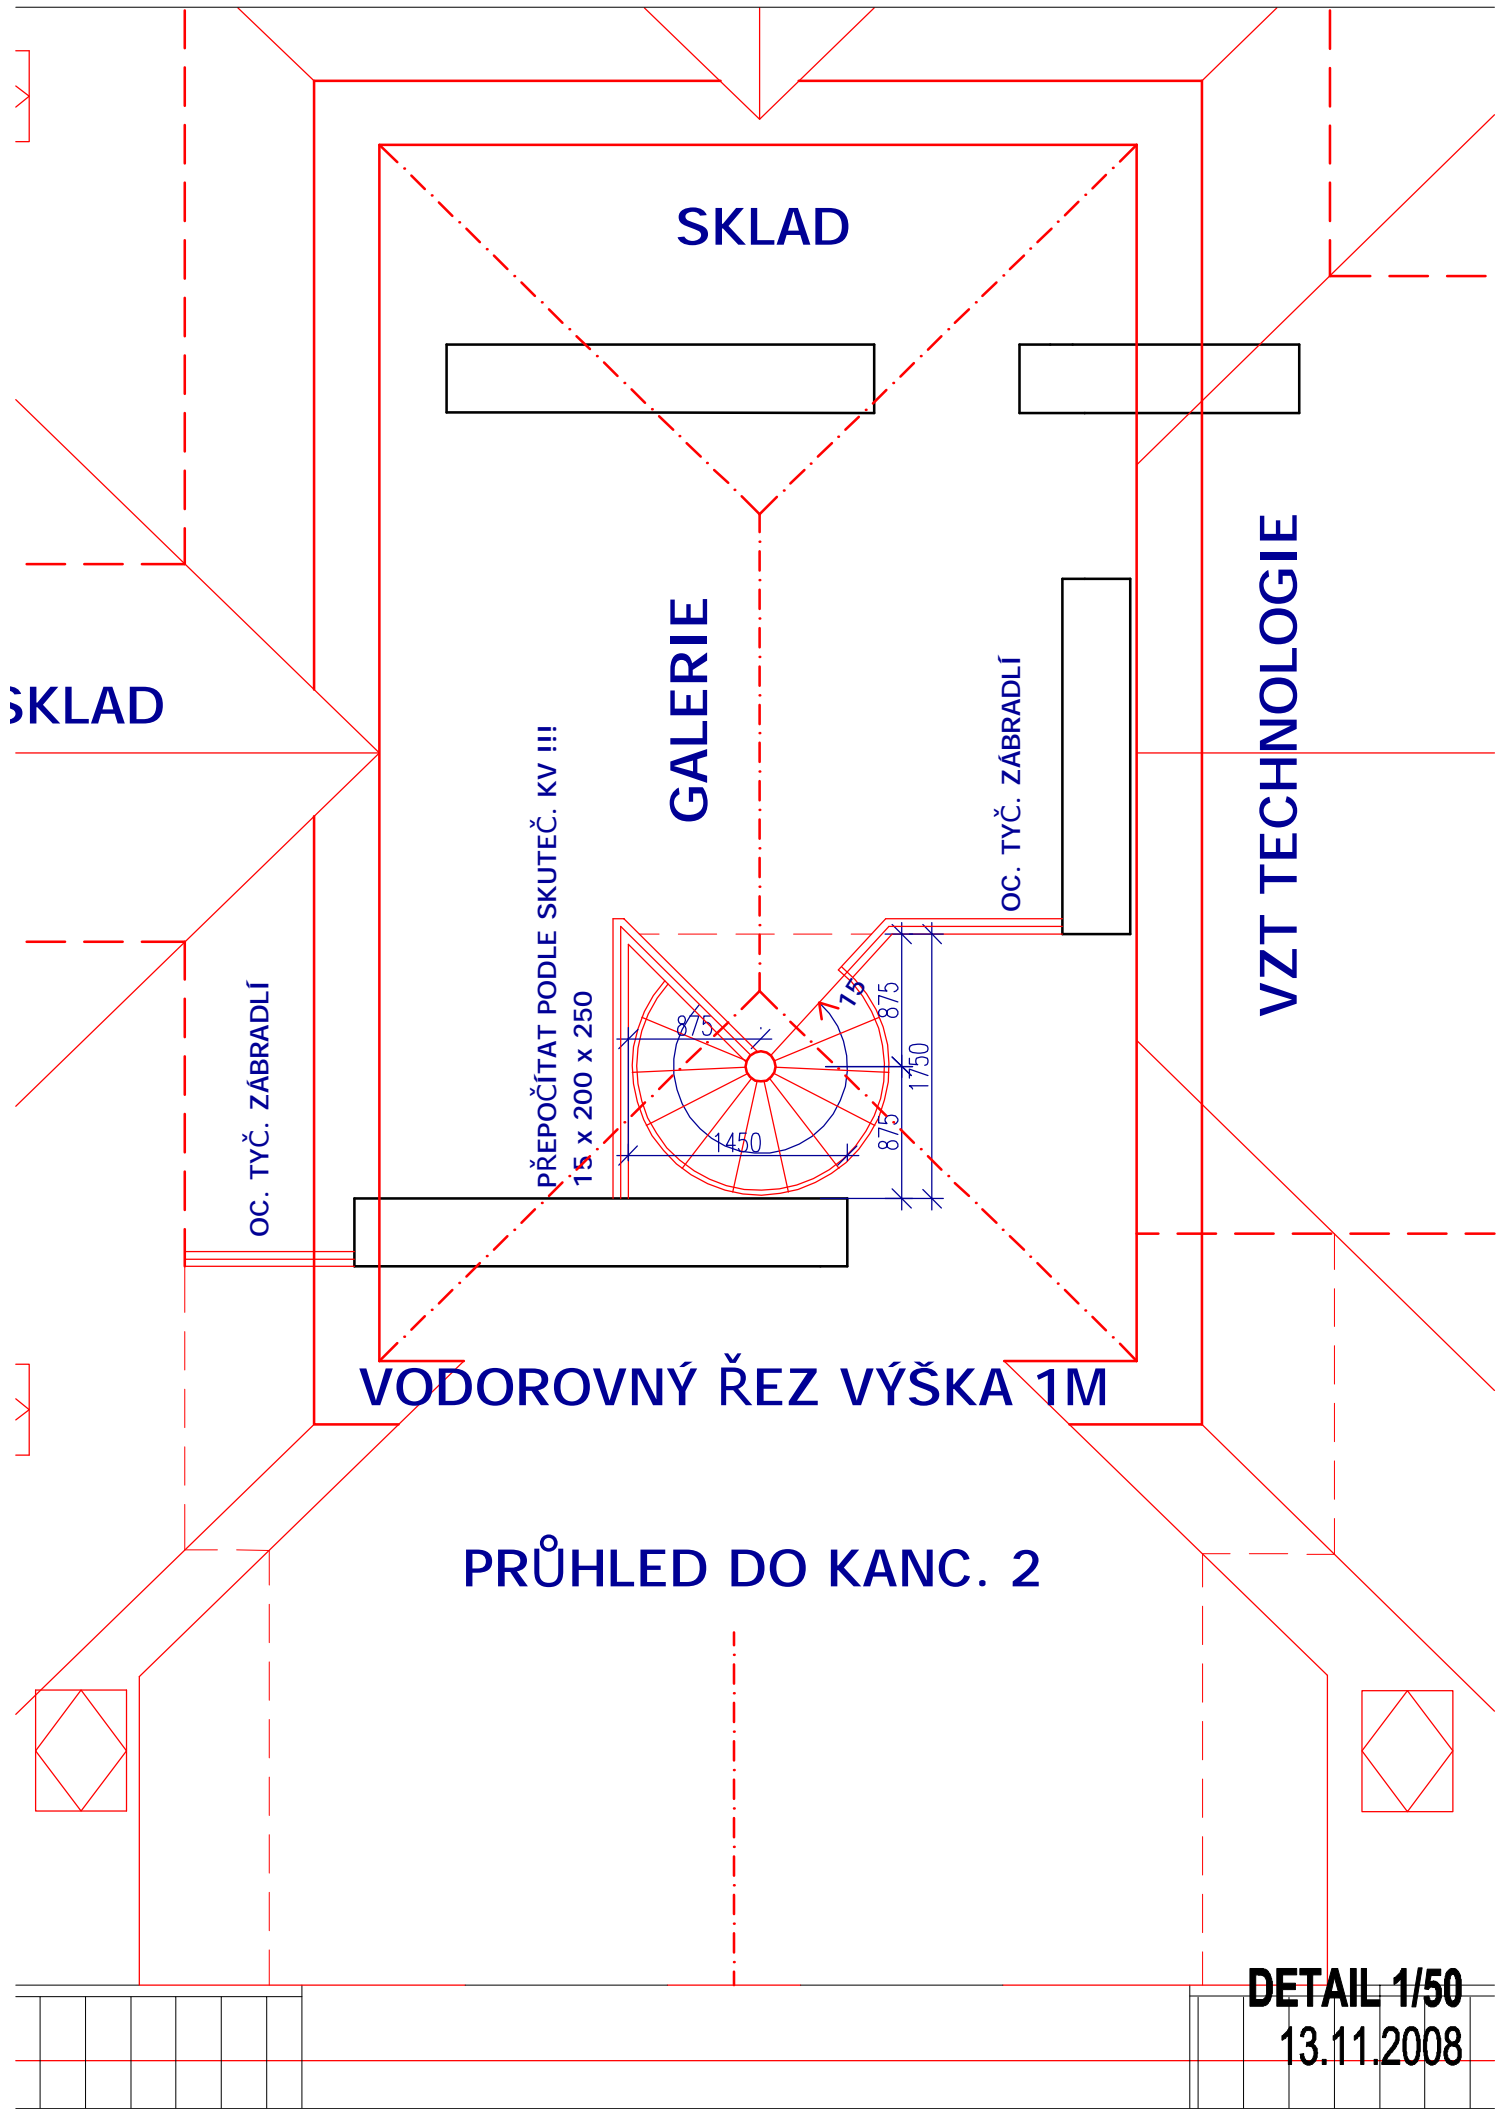 SKLAD
GALERIE
VZT TECHNOLOGIE
SKLAD
OC. TYČ. ZÁBRADLÍ
PŘEPOČÍTAT PODLE SKUTEČ. KV !!!
15 x 200 x 250
OC. TYČ. ZÁBRADLÍ
15
875
875
1750
875
1450
VODOROVNÝ ŘEZ VÝŠKA 1M
PRŮHLED DO KANC. 2
DETAIL 1/50
13.11.2008